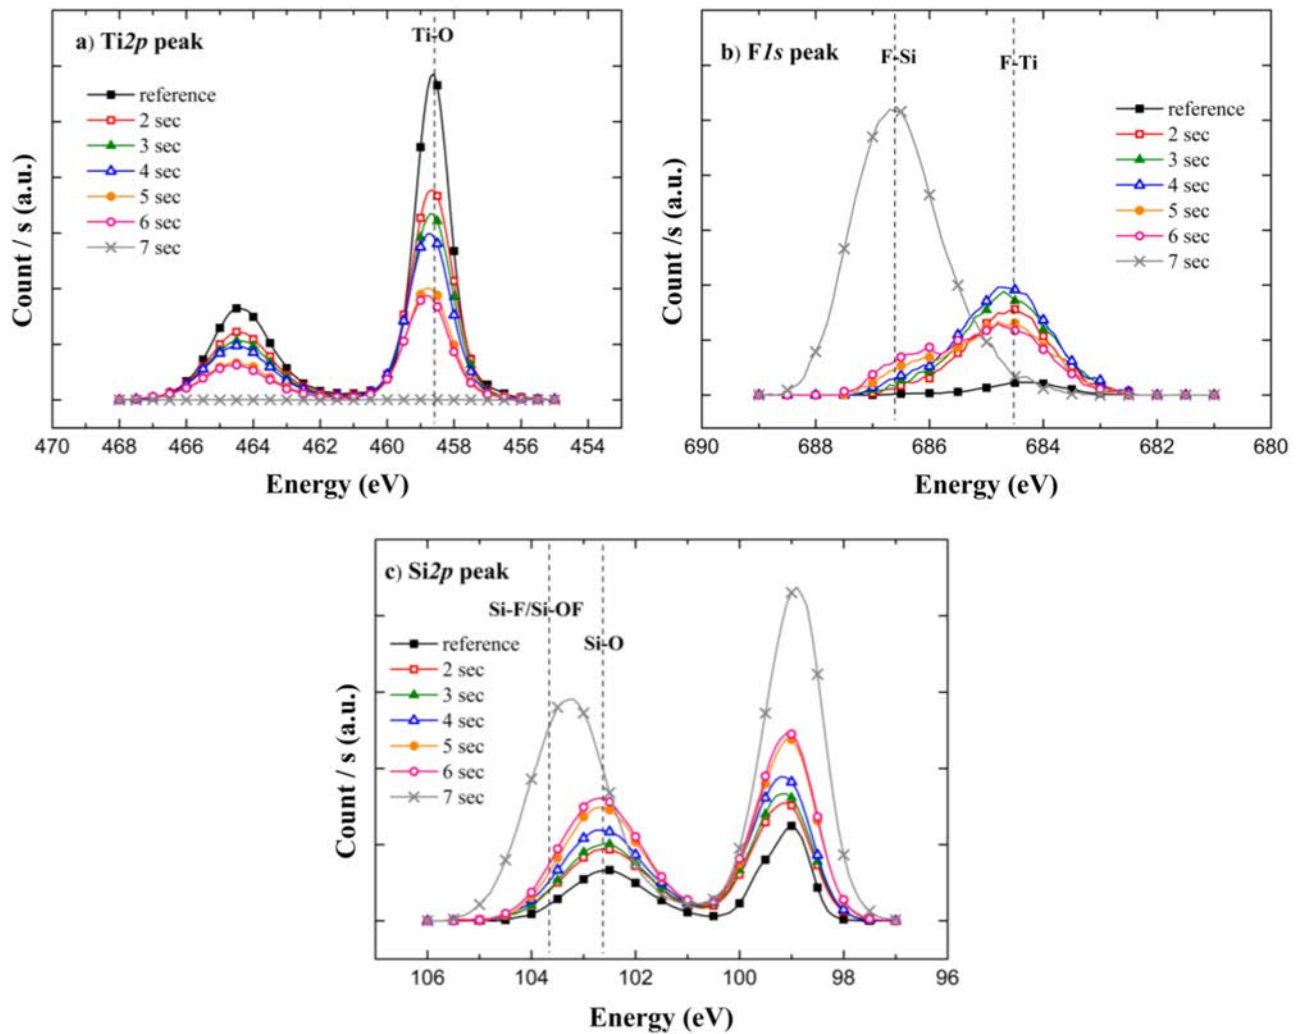 a) Ti2p peak
Ti-O
reference
2 sec
3 sec
4 sec
5 sec
6 sec
7 sec
Count / s (a.u.)
470 468 466 464 462 460 458 456 454
Energy (eV)
b) F1s peak
F-Si
F-Ti
reference
2 sec
3 sec
4 sec
5 sec
6 sec
7 sec
Count /s (a.u.)
690 688 686 684 682 680
Energy (eV)
c) Si2p peak
Si-F/Si-OF
Si-O
reference
2 sec
3 sec
4 sec
5 sec
6 sec
7 sec
Count / s (a.u.)
106 104 102 100 98 96
Energy (eV)